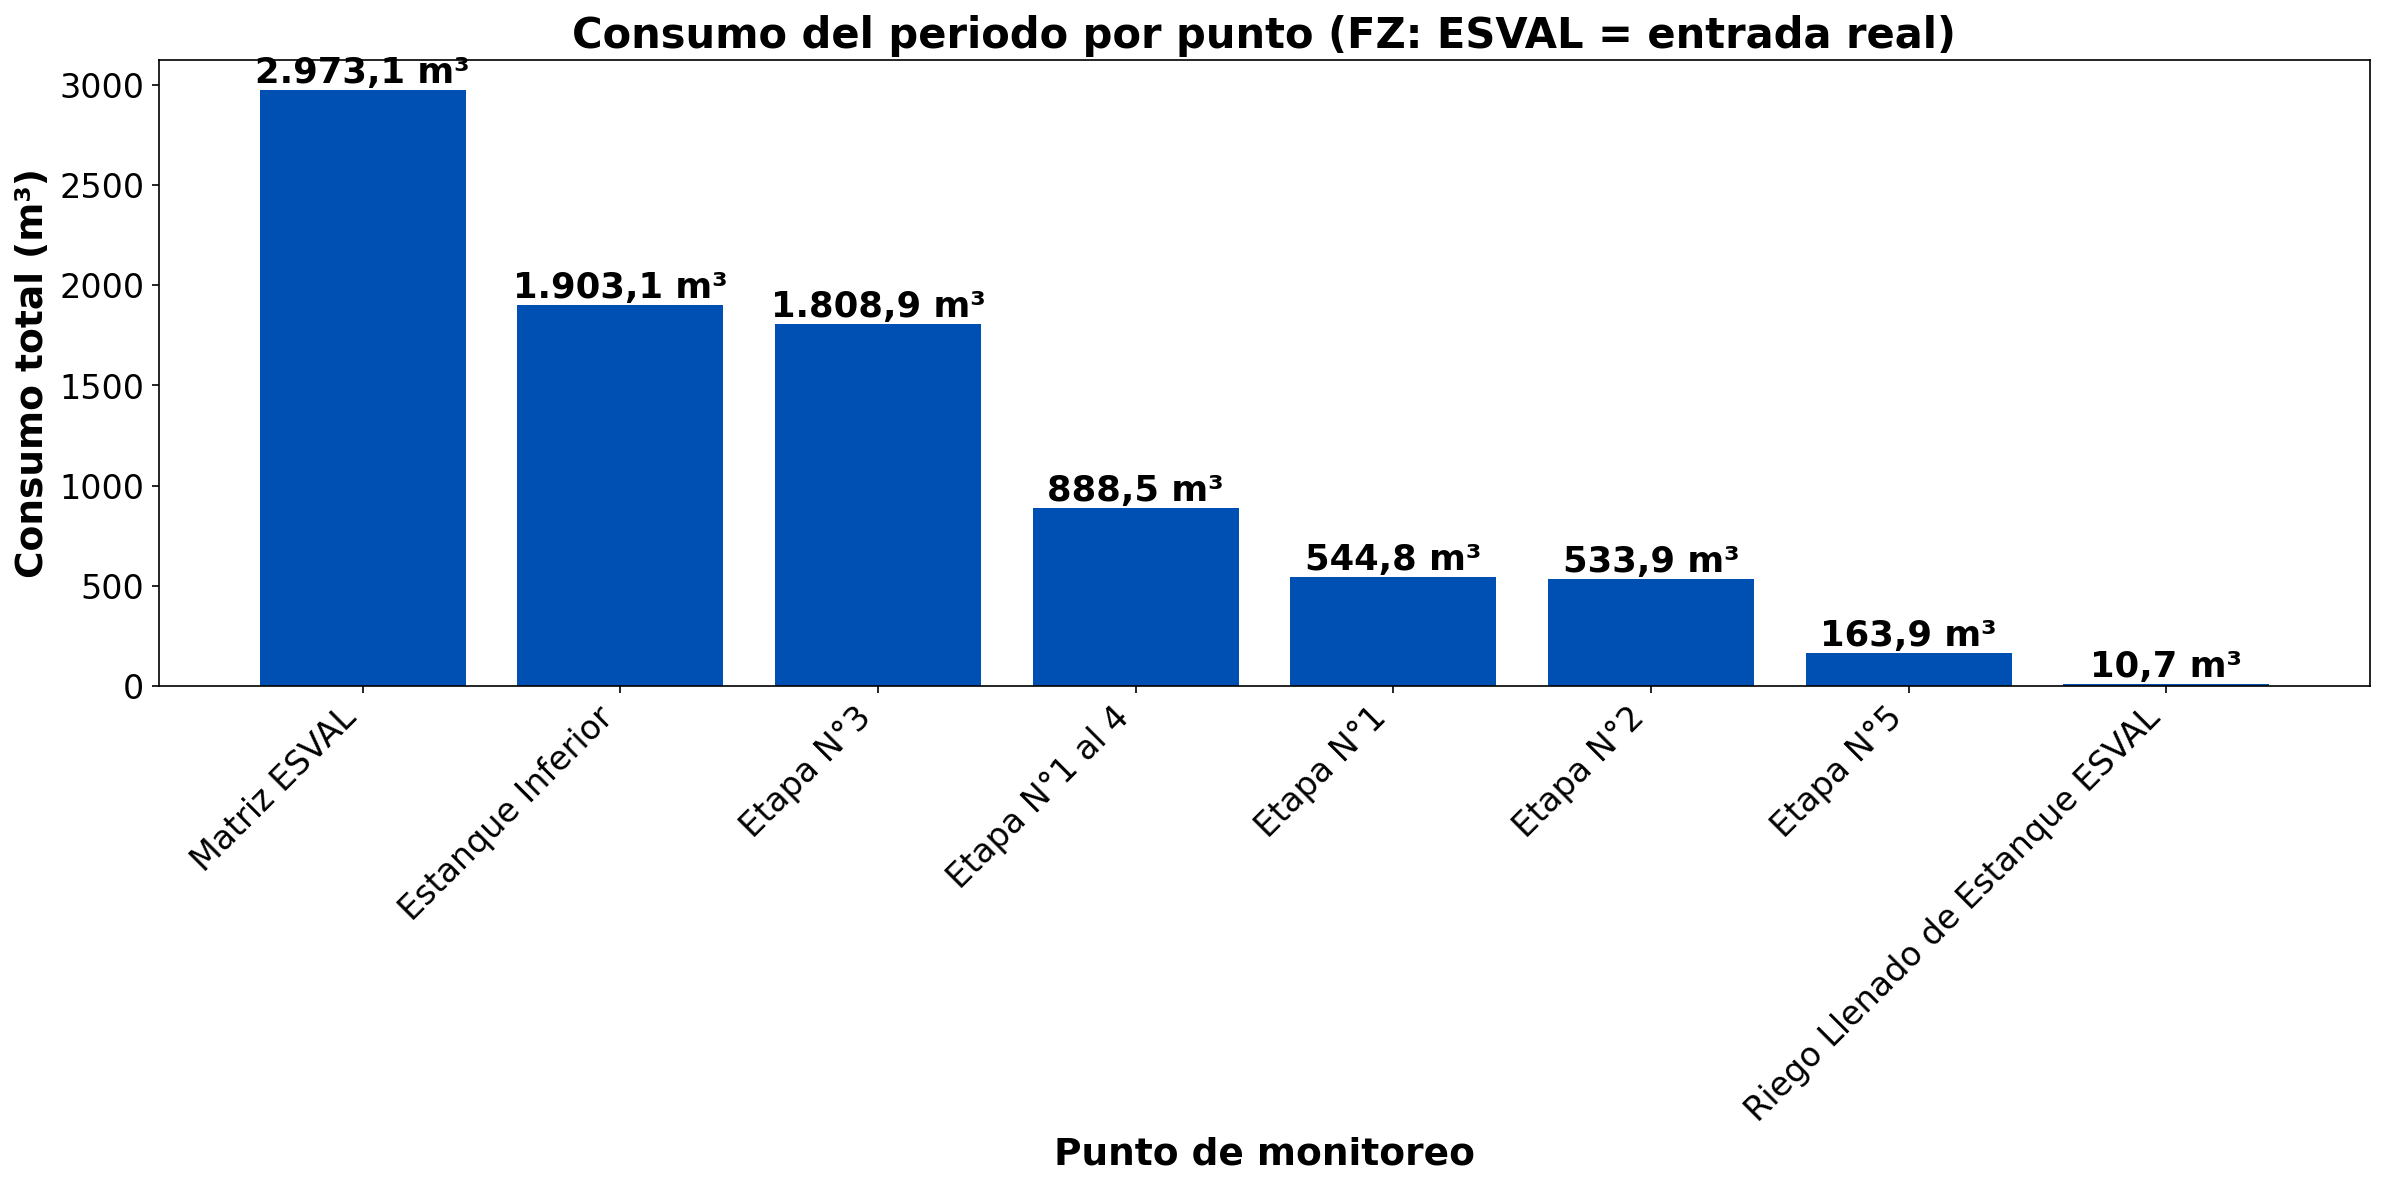 Consumo del periodo por punto (FZ: ESVAL = entrada real)
Consumo total (m³)
3000
2500
2000
1500
1000
500
0
2.973,1 m³
1.903,1 m³
1.808,9 m³
888,5 m³
544,8 m³
533,9 m³
163,9 m³
10,7 m³
Matriz ESVAL
Estanque Inferior
Etapa N°3
Etapa N°1 al 4
Etapa N°1
Etapa N°2
Etapa N°5
Riego Llenado de Estanque ESVAL
Punto de monitoreo